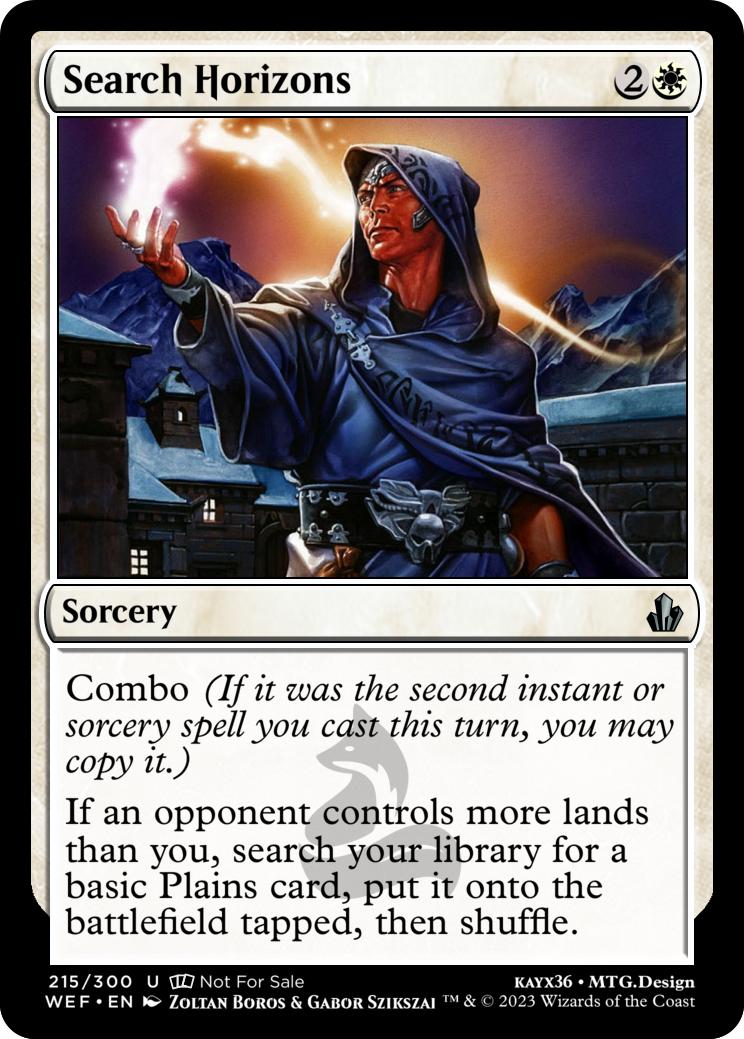 Search Horizons 2
Sorcery
Combo (If it was the second instant or
sorcery spell you cast this turn, you may
copy it.)
If an opponent controls more lands
than you, search your library for a
basic Plains card, put it onto the
battlefield tapped, then shuffle.
215/300 U Not For Sale KAYX36 • MTG.Design
WEF • EN Zoltan Boros & Gabor Szikszai ™ & © 2023 Wizards of the Coast